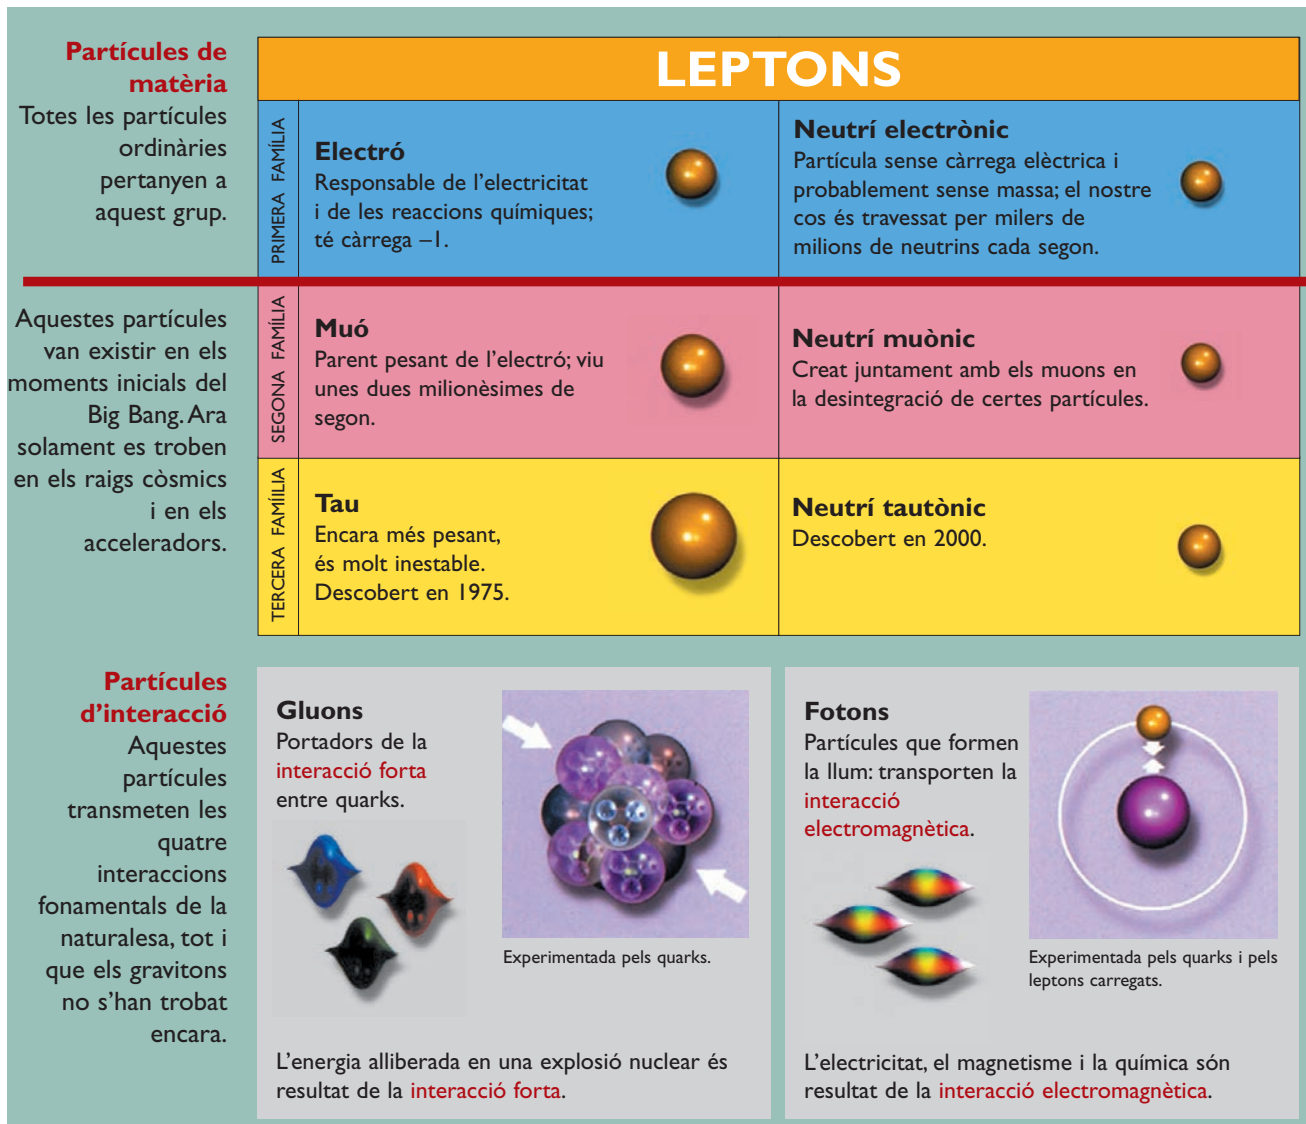 Partícules de
matèria
Totes les partícules
ordinàries
pertanyen a
aquest grup.
LEPTONS
PRIMERA FAMÍLIA
Electró
Responsable de l'electricitat
i de les reaccions químiques;
té càrrega –1.
Neutrí electrònic
Partícula sense càrrega elèctrica i
probablement sense massa; el nostre
cos és travessat per milers de
milions de neutrins cada segon.
Aquestes partícules
van existir en els
moments inicials del
Big Bang. Ara
solament es troben
en els raigs còsmics
i en els
acceleradors.
SEGONA FAMÍLIA
Muó
Parent pesant de l'electró; viu
unes dues milionèsimes de
segon.
Neutrí muònic
Creat juntament amb els muons en
la desintegració de certes partícules.
TERCERA FAMÍILIA
Tau
Encara més pesant,
és molt inestable.
Descobert en 1975.
Neutrí tautònic
Descobert en 2000.
Partícules
d'interacció
Aquestes
partícules
transmeten les
quatre
interaccions
fonamentals de la
naturalesa, tot i
que els gravitons
no s'han trobat
encara.
Gluons
Portadors de la
interacció forta
entre quarks.
Experimentada pels quarks.
L'energia alliberada en una explosió nuclear és
resultat de la interacció forta.
Fotons
Partícules que formen
la llum: transporten la
interacció
electromagnètica.
Experimentada pels quarks i pels
leptons carregats.
L'electricitat, el magnetisme i la química són
resultat de la interacció electromagnètica.